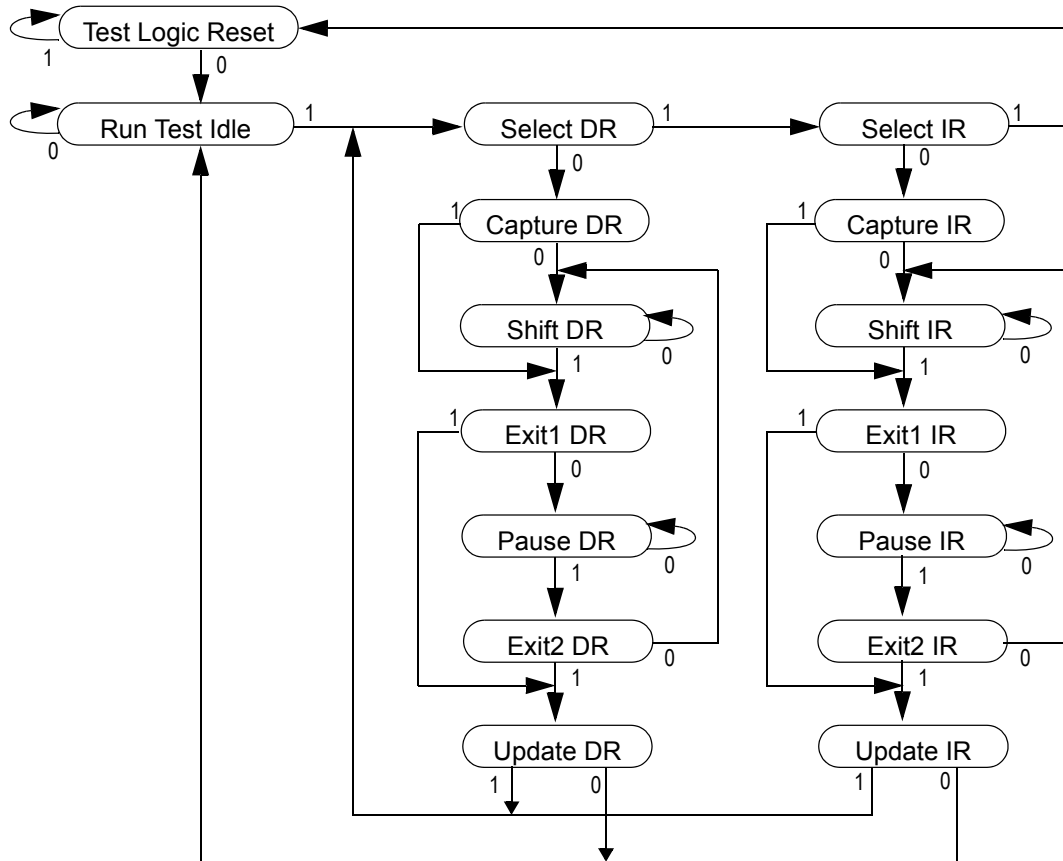 Test Logic Reset
1
0
Run Test Idle
1
0
Select DR
1
0
Select IR
1
0
1
Capture DR
0
1
Capture IR
0
Shift DR
0
1
Shift IR
0
1
1
Exit1 DR
0
1
Exit1 IR
0
Pause DR
0
1
Pause IR
0
1
Exit2 DR
0
1
Exit2 IR
0
1
Update DR
1
0
Update IR
1
0